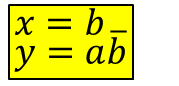 x = b
y = ab̅